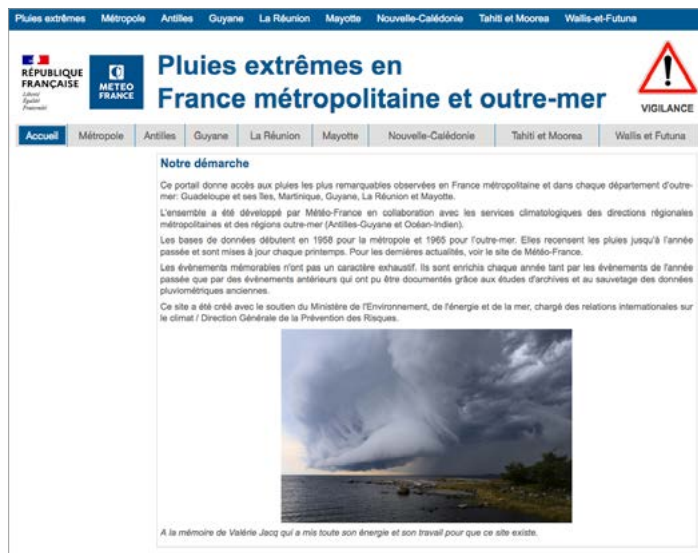 Pluies extrêmes Métropole Antilles Guyane La Réunion Mayotte Nouvelle-Calédonie Tahiti et Moorea Wallis-et-Futuna
RÉPUBLIQUE
FRANÇAISE
Liberté
Égalité
Fraternité
METEO
FRANCE
Pluies extrêmes en
France métropolitaine et outre-mer
VIGILANCE
Accueil Métropole Antilles Guyane La Réunion Mayotte Nouvelle-Calédonie Tahiti et Moorea Wallis et Futuna
Notre démarche
Ce portail donne accès aux pluies les plus remarquables observées en France métropolitaine et dans chaque département d'outre-
mer: Guadeloupe et ses îles, Martinique, Guyane, La Réunion et Mayotte.
L'ensemble a été développé par Météo-France en collaboration avec les services climatologiques des directions régionales
métropolitaines et des régions outre-mer (Antilles-Guyane et Océan-Indien).
Les bases de données débutent en 1958 pour la métropole et 1965 pour l'outre-mer. Elles recensent les pluies jusqu'à l'année
passée et sont mises à jour chaque printemps. Pour les dernières actualités, voir le site de Météo-France.
Les évènements mémorables n'ont pas un caractère exhaustif. Ils sont enrichis chaque année tant par les évènements de l'année
passée que par des évènements antérieurs qui ont pu être documentés grâce aux études d'archives et au sauvetage des données
pluviométriques anciennes.
Ce site a été créé avec le soutien du Ministère de l'Environnement, de l'énergie et de la mer, chargé des relations internationales sur
le climat / Direction Générale de la Prévention des Risques.
A la mémoire de Valérie Jacq qui a mis toute son énergie et son travail pour que ce site existe.